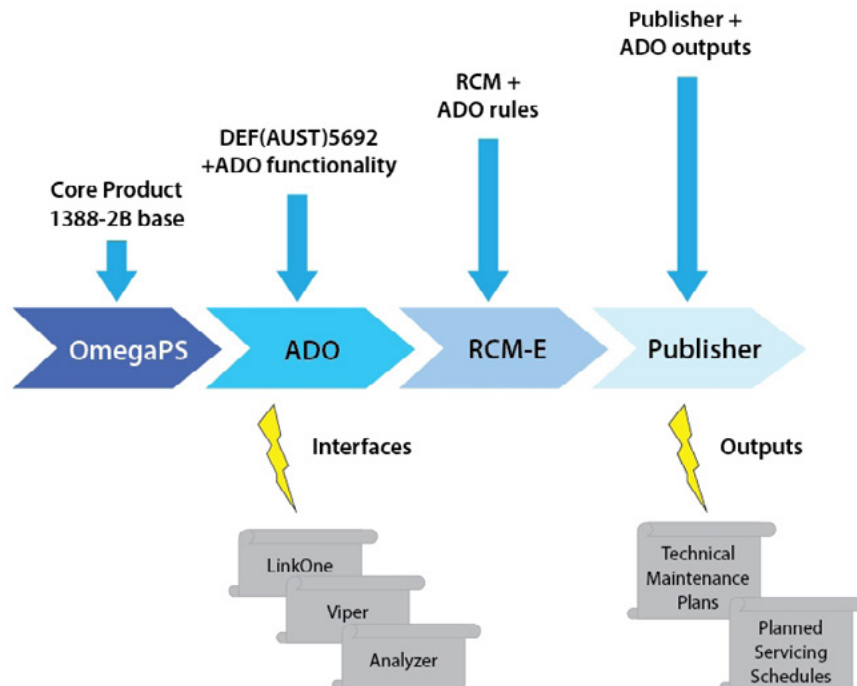 Publisher +
ADO outputs
RCM +
ADO rules
DEF(AUST)5692
+ADO functionality
Core Product
1388-2B base
OmegaPS
ADO
RCM-E
Publisher
Interfaces
Outputs
LinkOne
Viper
Analyzer
Technical
Maintenance
Plans
Planned
Servicing
Schedules